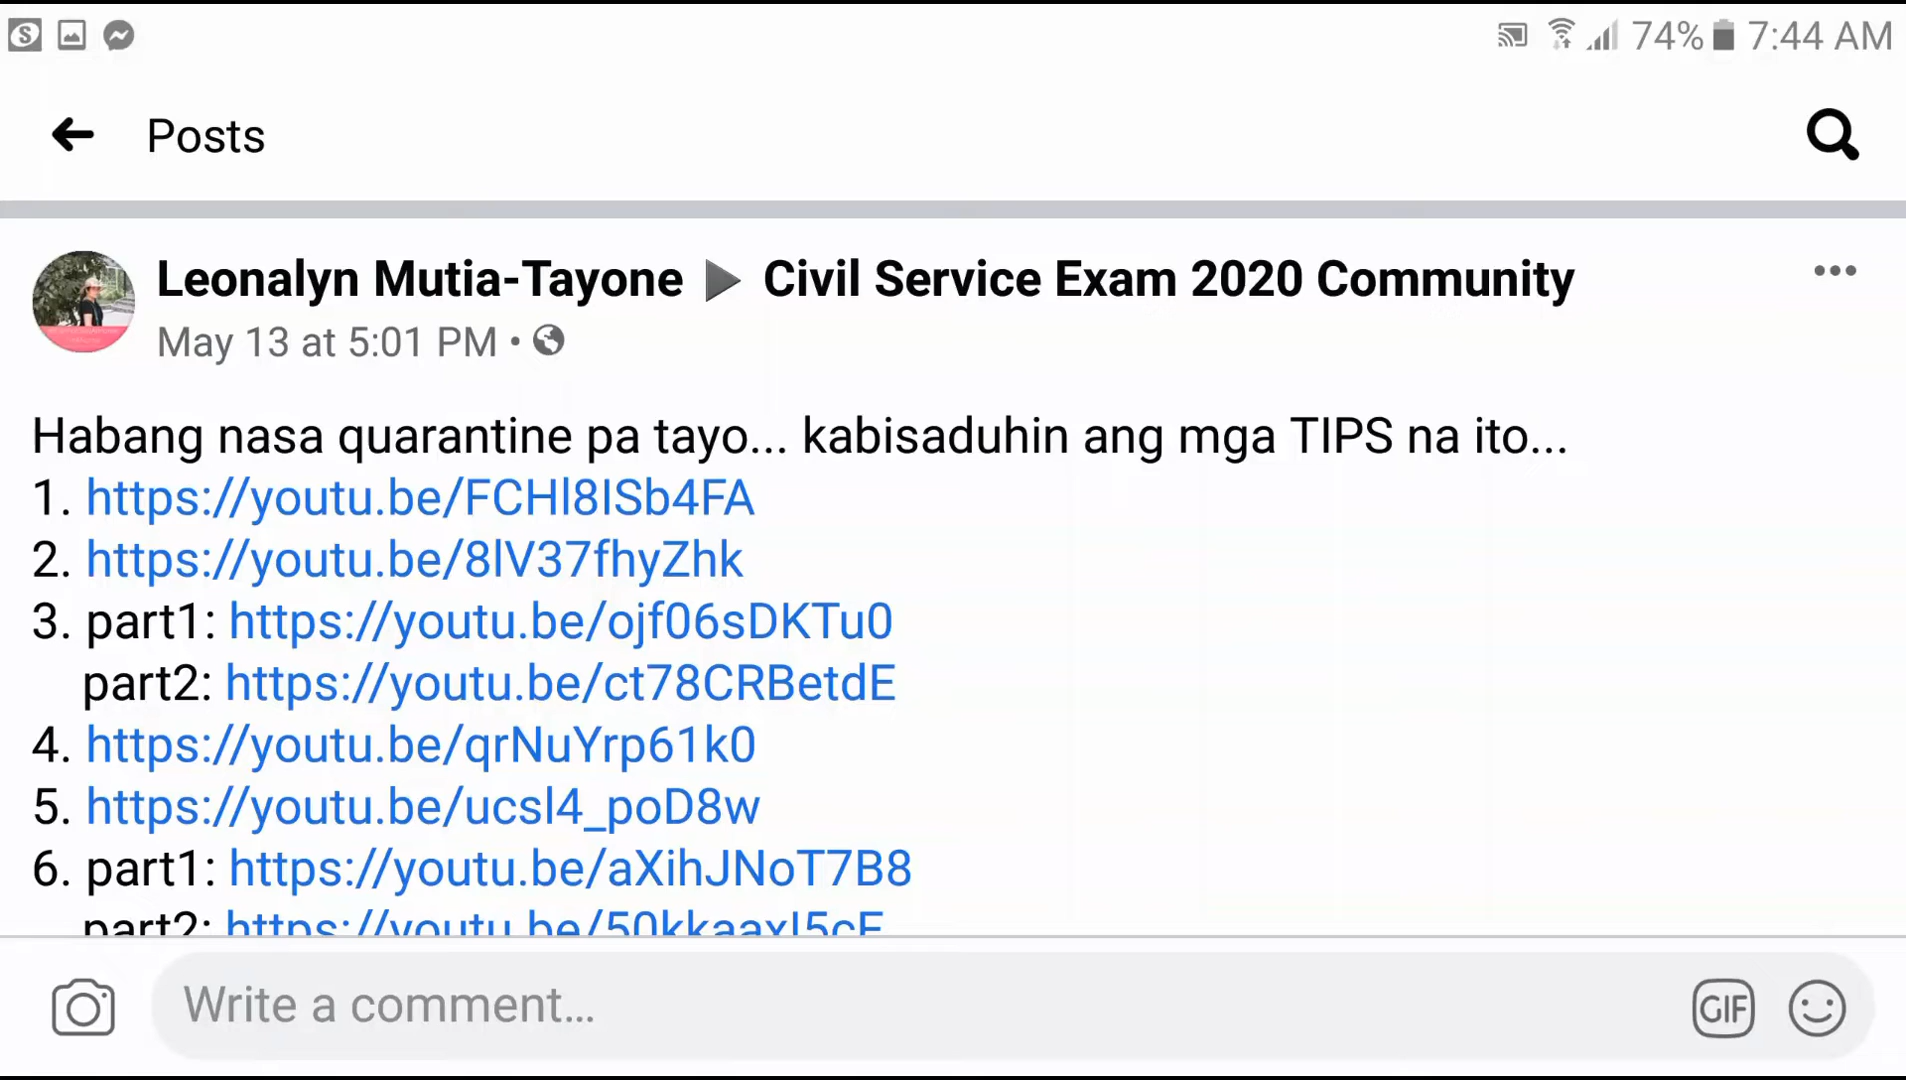 74% 7:44 AM
Posts
Leonalyn Mutia-Tayone ▶ Civil Service Exam 2020 Community
May 13 at 5:01 PM •
Habang nasa quarantine pa tayo... kabisaduhin ang mga TIPS na ito...
1. https://youtu.be/FCHl8ISb4FA
2. https://youtu.be/8lV37fhyZhk
3. part1: https://youtu.be/ojf06sDKTu0
part2: https://youtu.be/ct78CRBetdE
4. https://youtu.be/qrNuYrp61k0
5. https://youtu.be/ucsl4_poD8w
6. part1: https://youtu.be/aXihJNoT7B8
part2:
Write a comment...
GIF